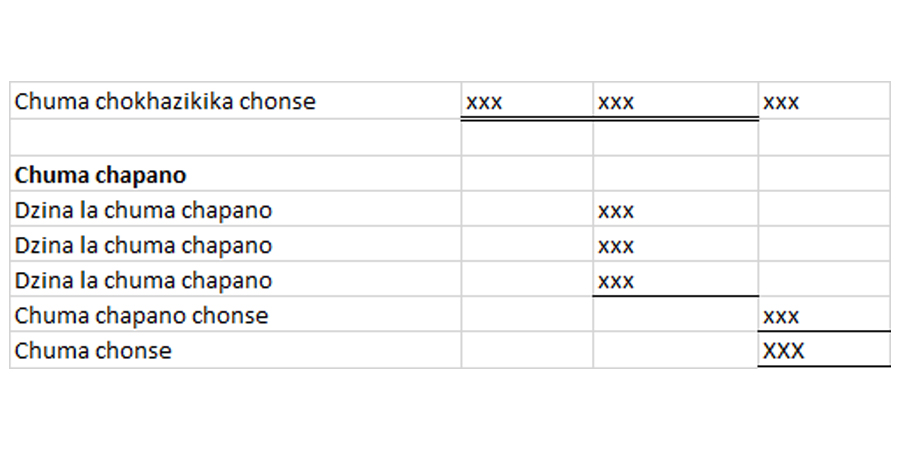 Chuma chokhazikika chonse xxx xxx xxx
Chuma chapano
Dzina la chuma chapano xxx
Dzina la chuma chapano xxx
Dzina la chuma chapano xxx
Chuma chapano chonse xxx
Chuma chonse XXX